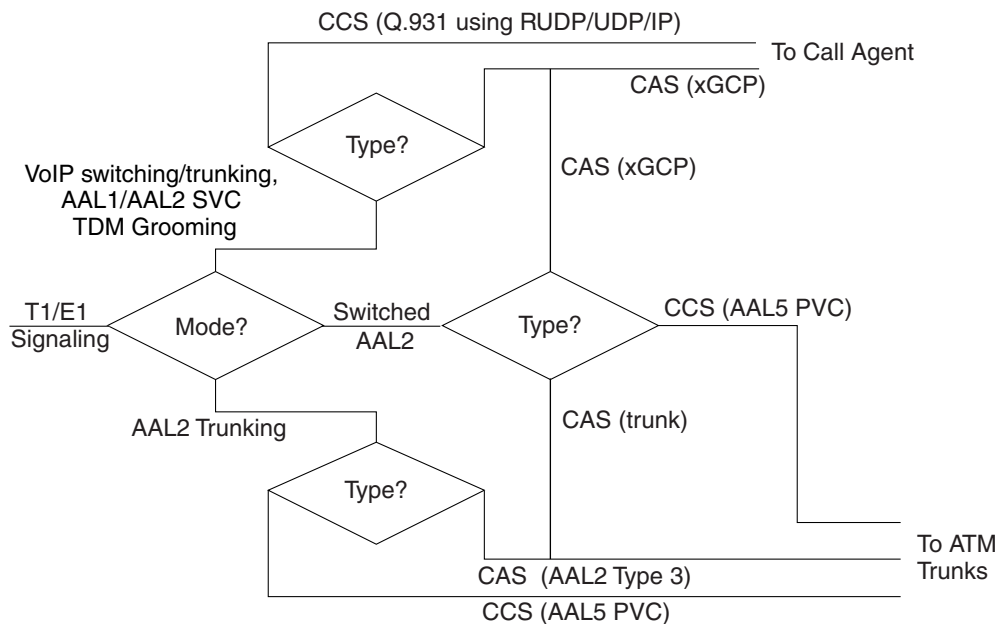 CCS (Q.931 using RUDP/UDP/IP)
To Call Agent
CAS (xGCP)
Type?
CAS (xGCP)
VoIP switching/trunking,
AAL1/AAL2 SVC
TDM Grooming
T1/E1
Signaling
Mode?
Switched
AAL2
Type?
CCS (AAL5 PVC)
CAS (trunk)
AAL2 Trunking
Type?
To ATM
Trunks
CAS (AAL2 Type 3)
CCS (AAL5 PVC)